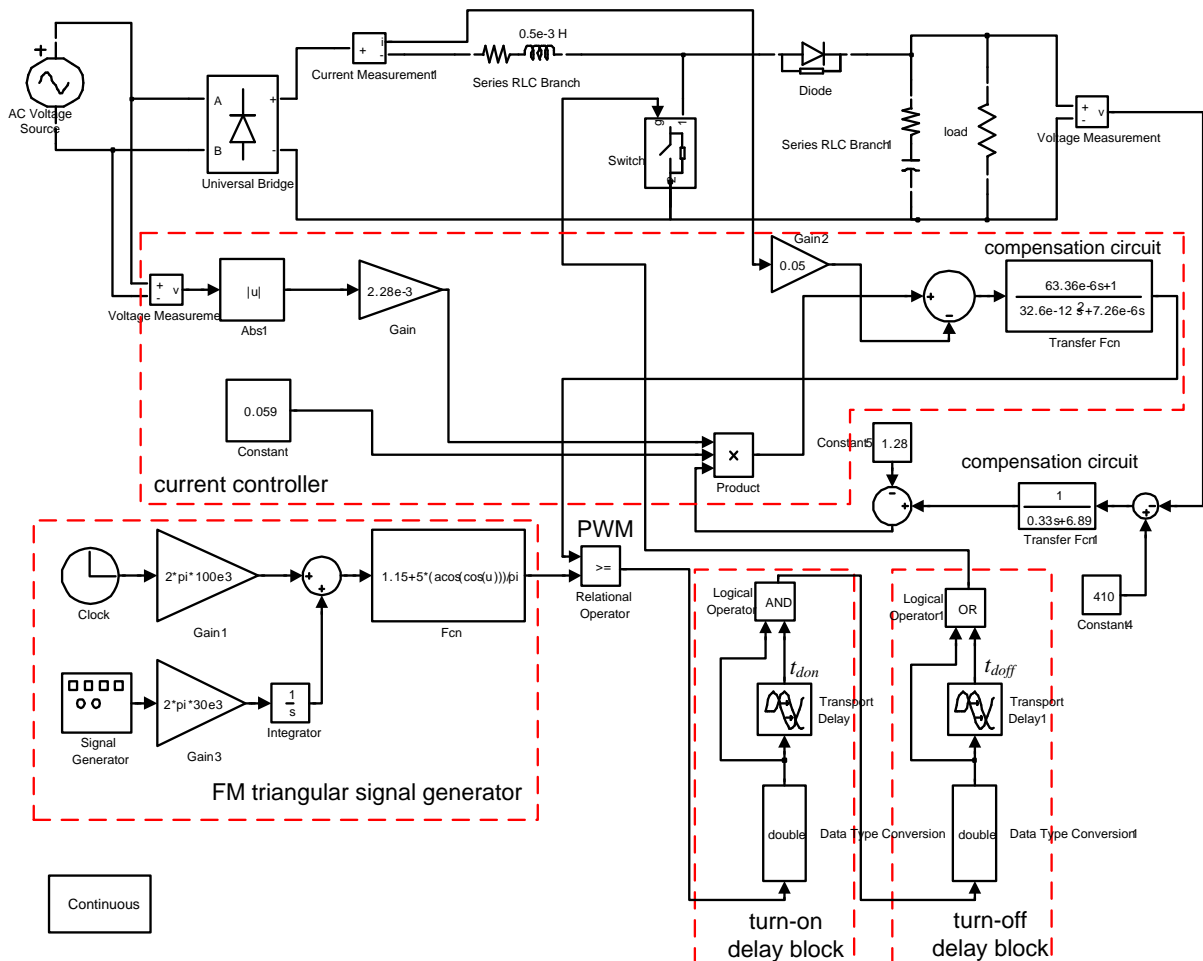 0.5e-3 H
+
i
+
-
Current Measurement1
Series RLC Branch
Diode
AC Voltage
Source
A
B
+
-
Universal Bridge
g
1
2
Switch
Series RLC Branch1
load
+
-
v
Voltage Measurement
Gain2
0.05
compensation circuit
+
-
v
Voltage Measureme
|u|
Abs1
2.28e-3
Gain
+
-
63.36e-6s+1
32.6e-12 s2+7.26e-6s
Transfer Fcn
0.059
Constant
×
Product
Constant5
1.28
current controller
compensation circuit
-
+
1
0.33s+6.89
Transfer Fcn1
-
+
410
Constant4
PWM
>=
Relational
Operator
Clock
2*pi*100e3
Gain1
+
+
1.15+5*(acos(cos(u)))/pi
Fcn
Signal
Generator
2*pi*30e3
Gain3
1
s
Integrator
FM triangular signal generator
Logical
Operator
AND
tdon
Transport
Delay
double
Data Type Conversion
turn-on
delay block
Logical
Operator1
OR
tdoff
Transport
Delay1
double
Data Type Conversion1
turn-off
delay block
Continuous